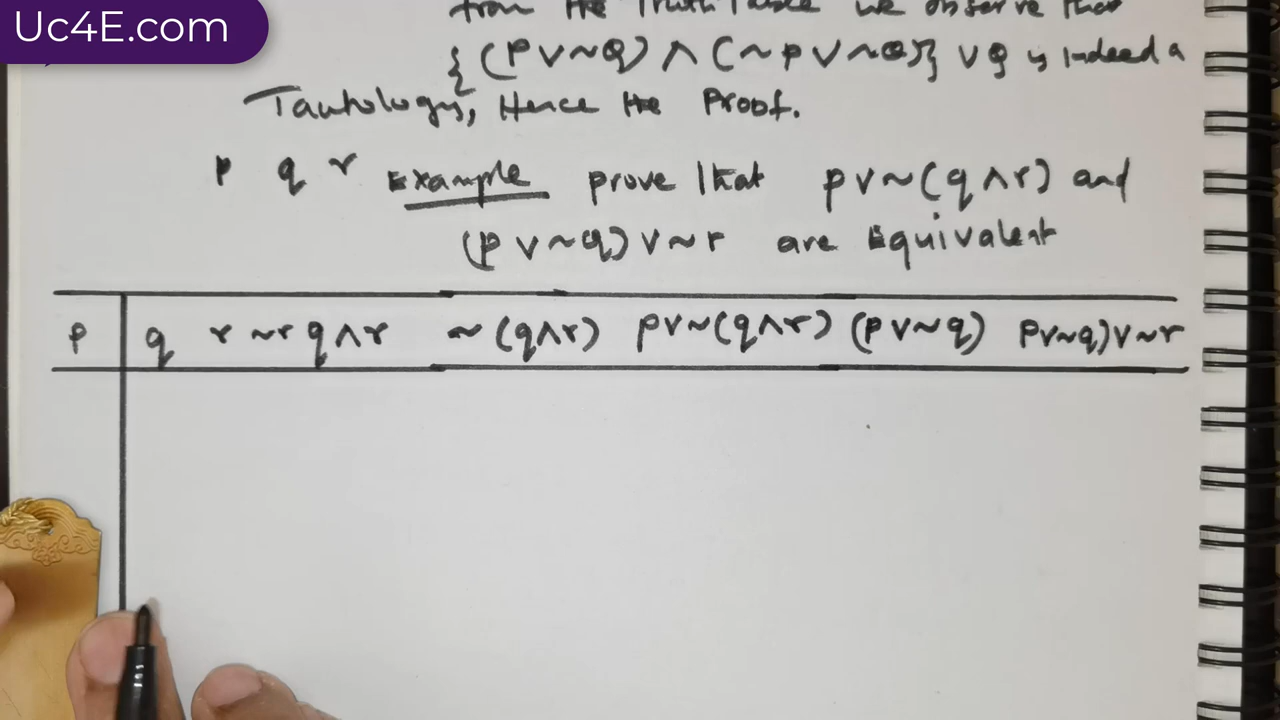 Uc4E.com
from the Truth Table we observe that
{(p∨~q)∧(~p∨~q)}∨q is indeed a
Tautology, Hence the Proof.
p q r Example prove that p∨~(q∧r) and
(p∨~q)∨~r are Equivalent
p q r ~r q∧r ~(q∧r) p∨~(q∧r) (p∨~q) p∨~q)∨~r